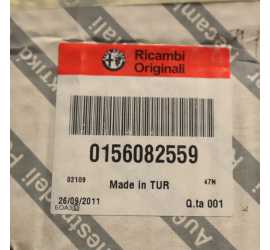 Ricambi
Originali
0156082559
02109
47N
Made in TUR
26/09/2011
Q.ta 001